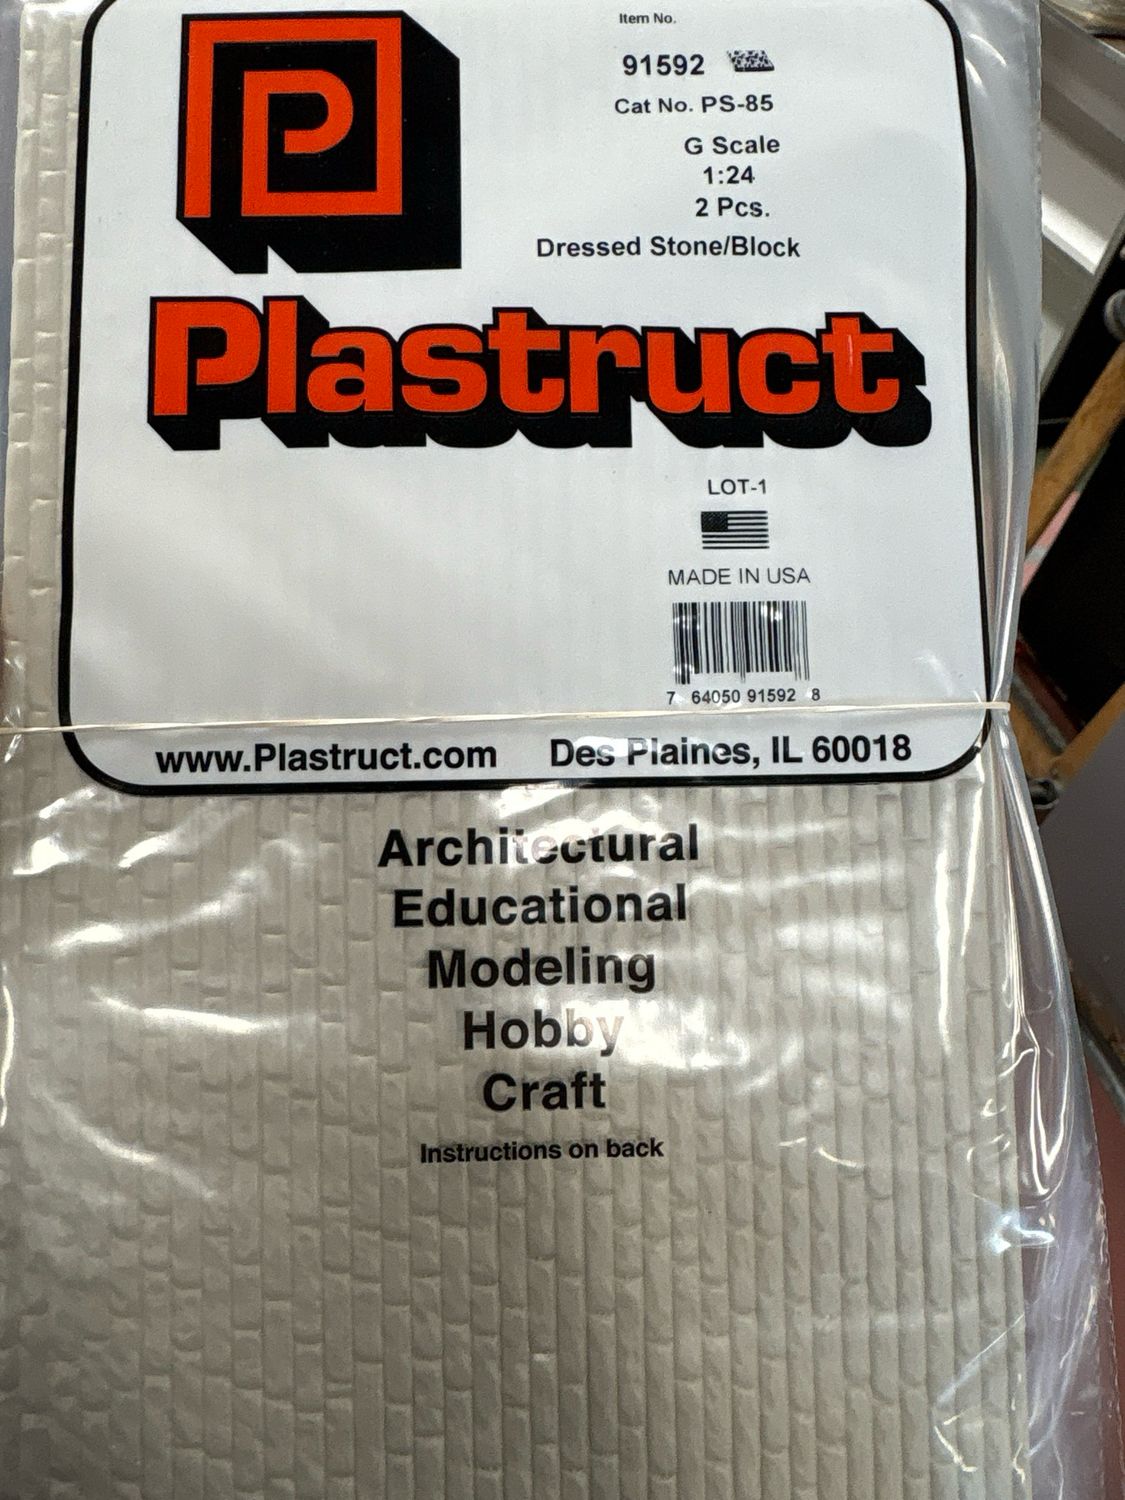 P
Item No.
91592
Cat No. PS-85
G Scale
1:24
2 Pcs.
Dressed Stone/Block
Plastruct
LOT-1
MADE IN USA
7 64050 91592 8
www.Plastruct.com Des Plaines, IL 60018
Architectural
Educational
Modeling
Hobby
Craft
Instructions on back